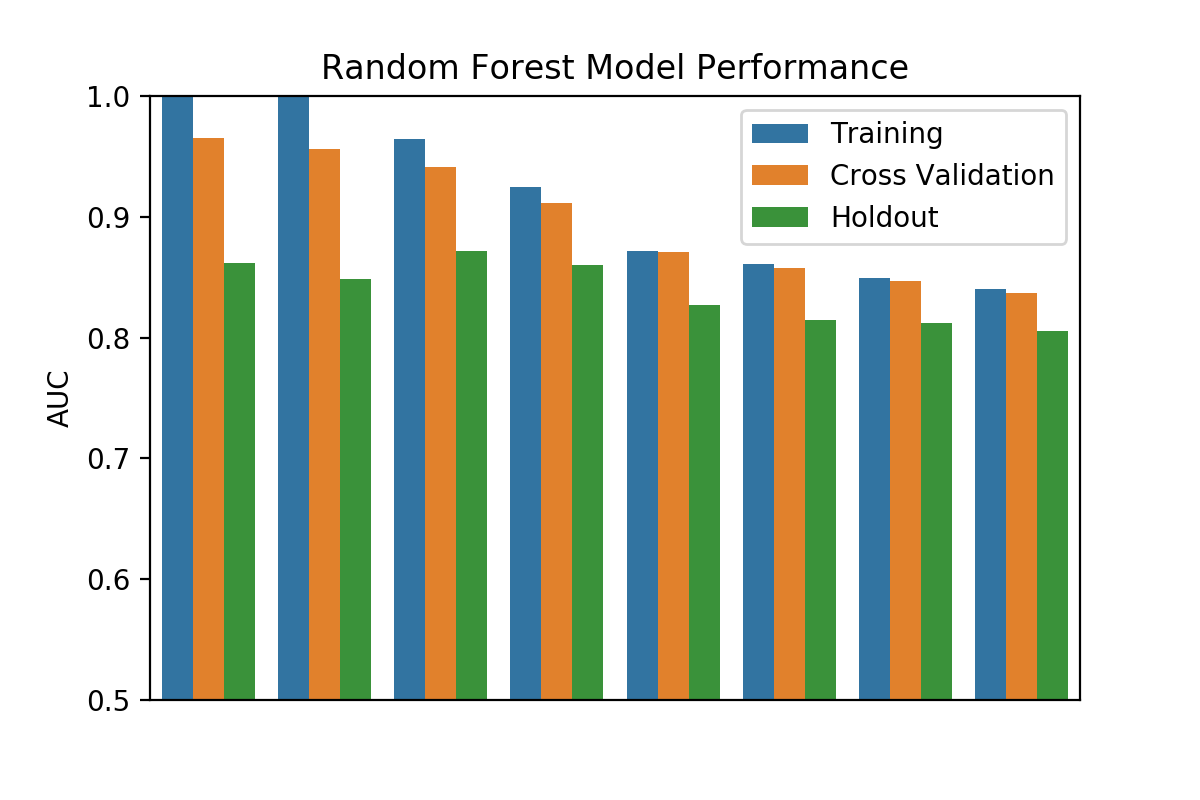 Random Forest Model Performance
1.0
0.9
0.8
0.7
0.6
0.5
AUC
Training
Cross Validation
Holdout